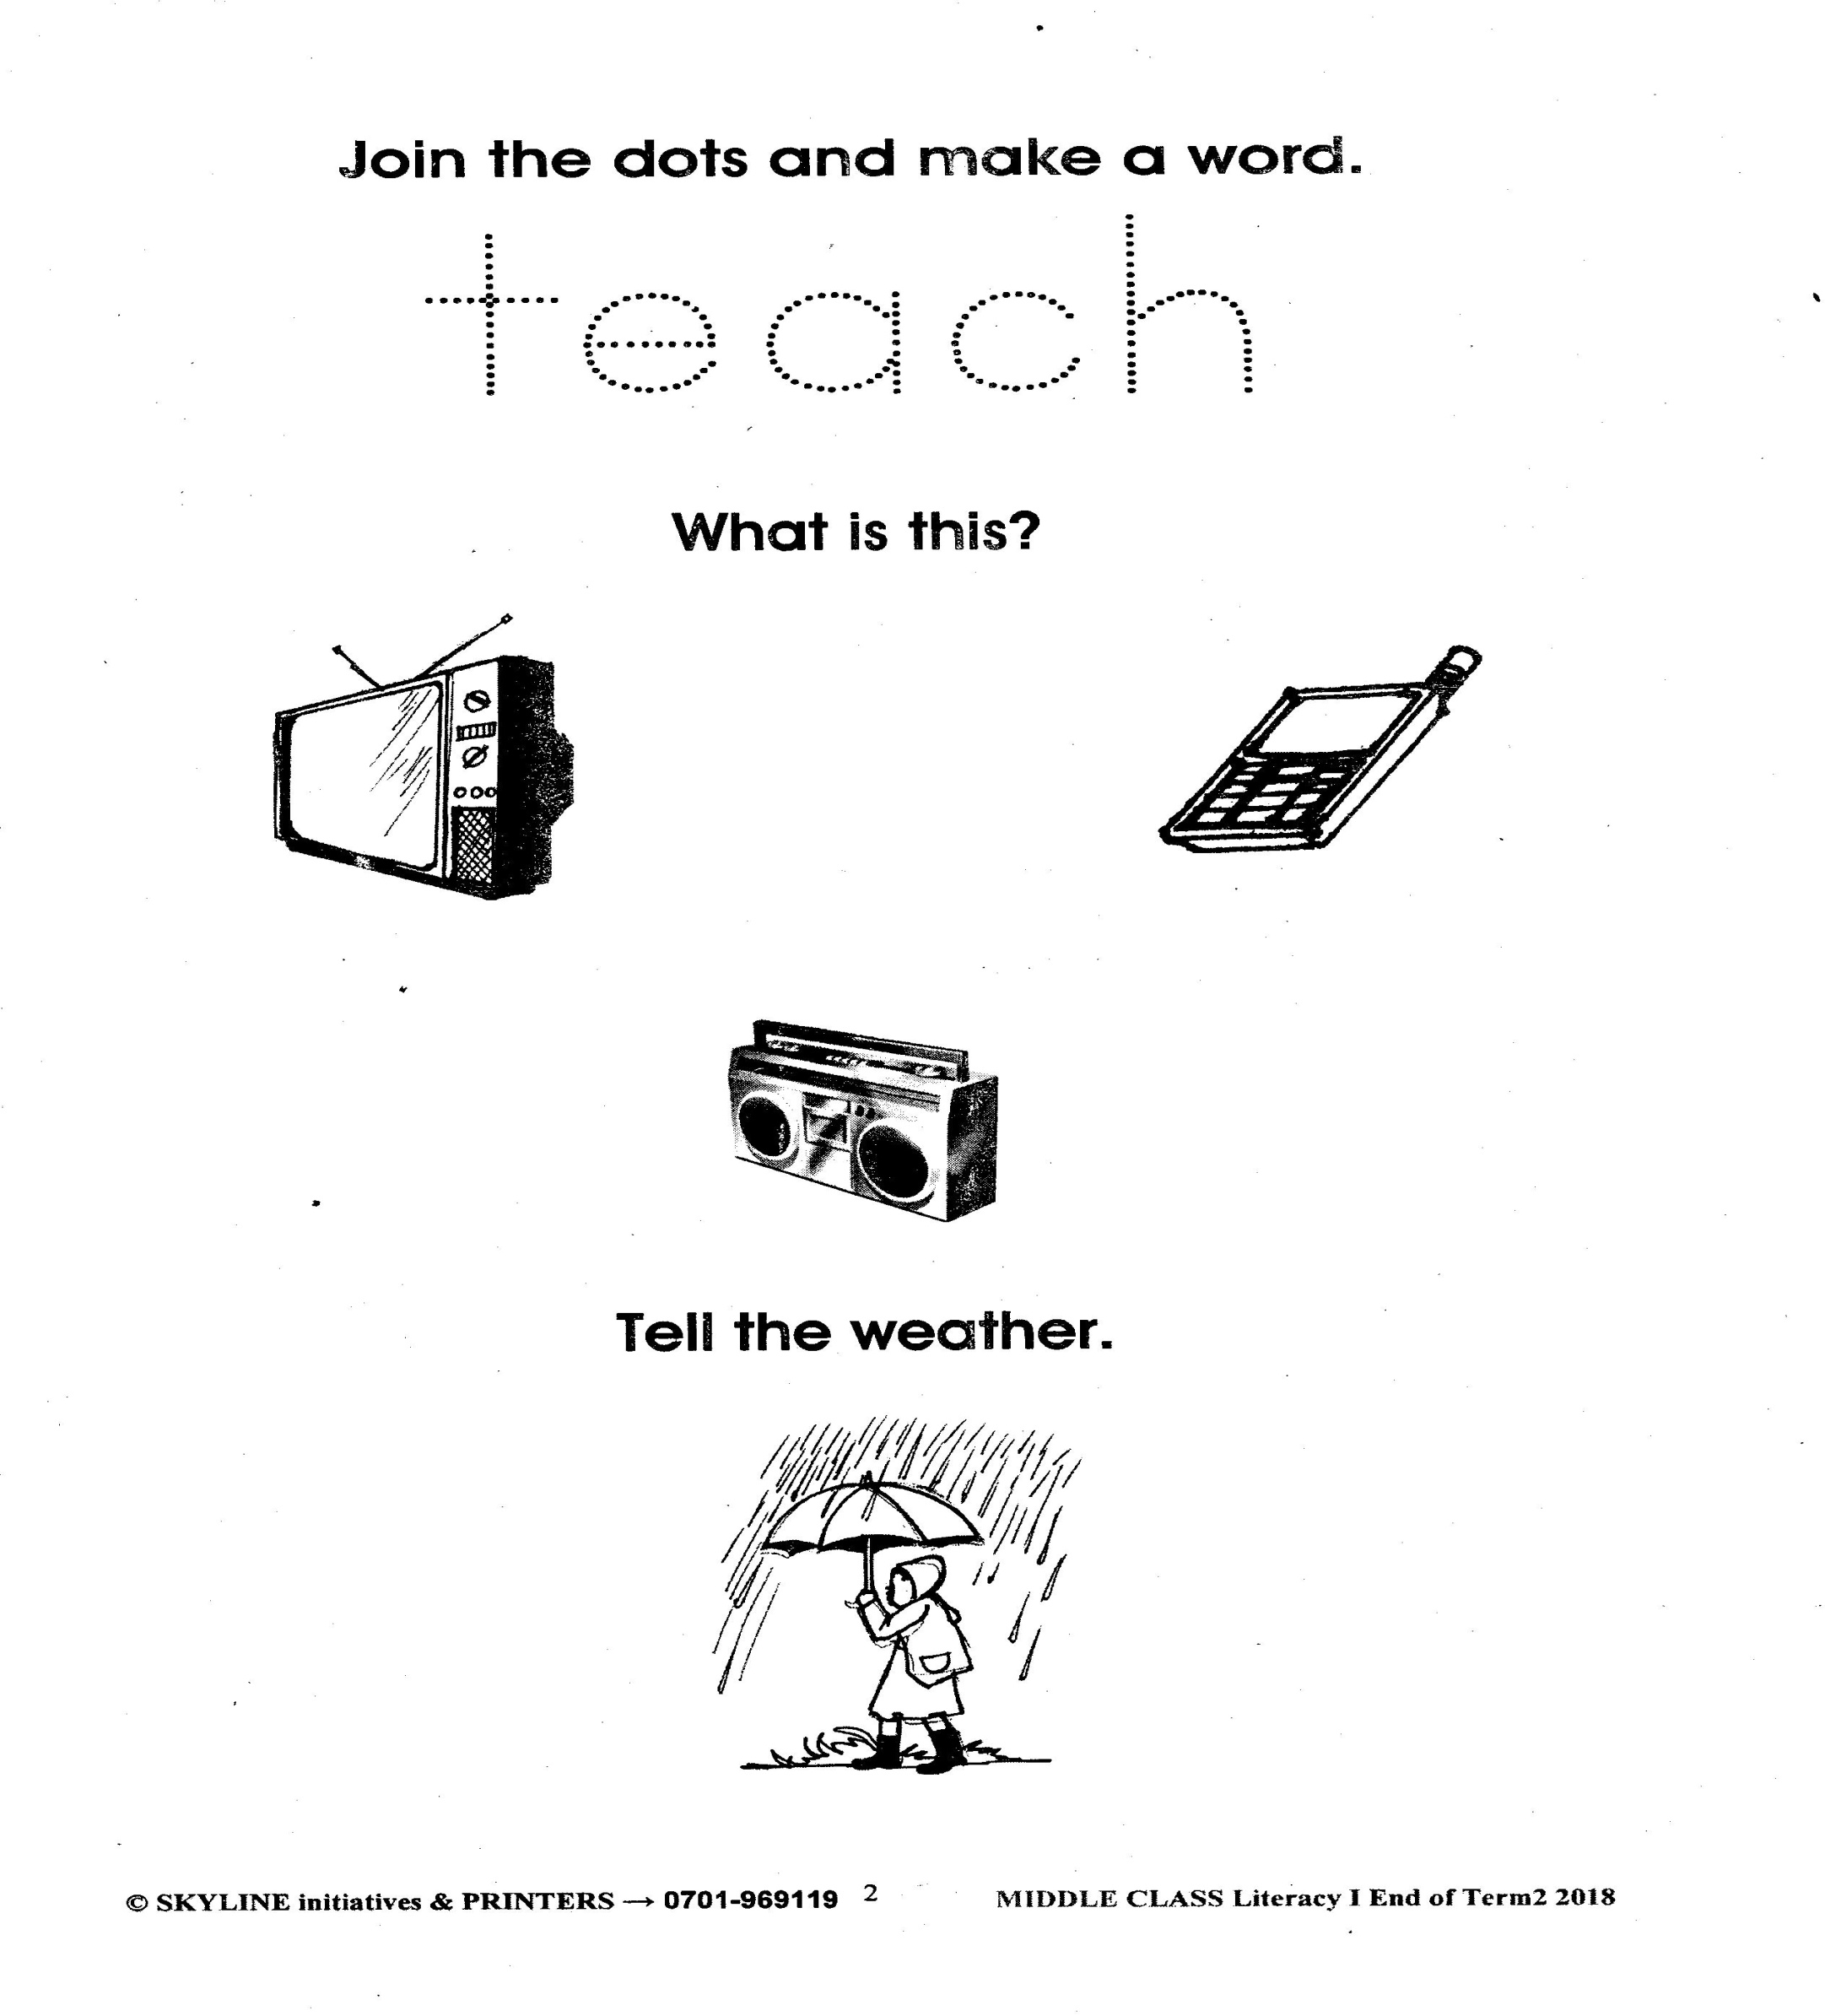 Join the dots and make a word.
teach
What is this?
Tell the weather.
© SKYLINE initiatives & PRINTERS → 0701-969119 2 MIDDLE CLASS Literacy I End of Term2 2018